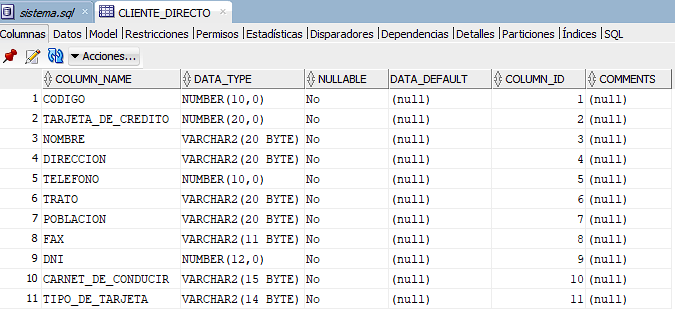 sistema.sql CLIENTE_DIRECTO
Columnas Datos Model Restricciones Permisos Estadísticas Disparadores Dependencias Detalles Particiones Índices SQL
Acciones...
COLUMN_NAME DATA_TYPE NULLABLE DATA_DEFAULT COLUMN_ID COMMENTS
1 CODIGO NUMBER(10,0) No (null) 1 (null)
2 TARJETA_DE_CREDITO NUMBER(20,0) No (null) 2 (null)
3 NOMBRE VARCHAR2(20 BYTE) No (null) 3 (null)
4 DIRECCION VARCHAR2(20 BYTE) No (null) 4 (null)
5 TELEFONO NUMBER(10,0) No (null) 5 (null)
6 TRATO VARCHAR2(20 BYTE) No (null) 6 (null)
7 POBLACION VARCHAR2(20 BYTE) No (null) 7 (null)
8 FAX VARCHAR2(11 BYTE) No (null) 8 (null)
9 DNI NUMBER(12,0) No (null) 9 (null)
10 CARNET_DE_CONDUCIR VARCHAR2(15 BYTE) No (null) 10 (null)
11 TIPO_DE_TARJETA VARCHAR2(14 BYTE) No (null) 11 (null)